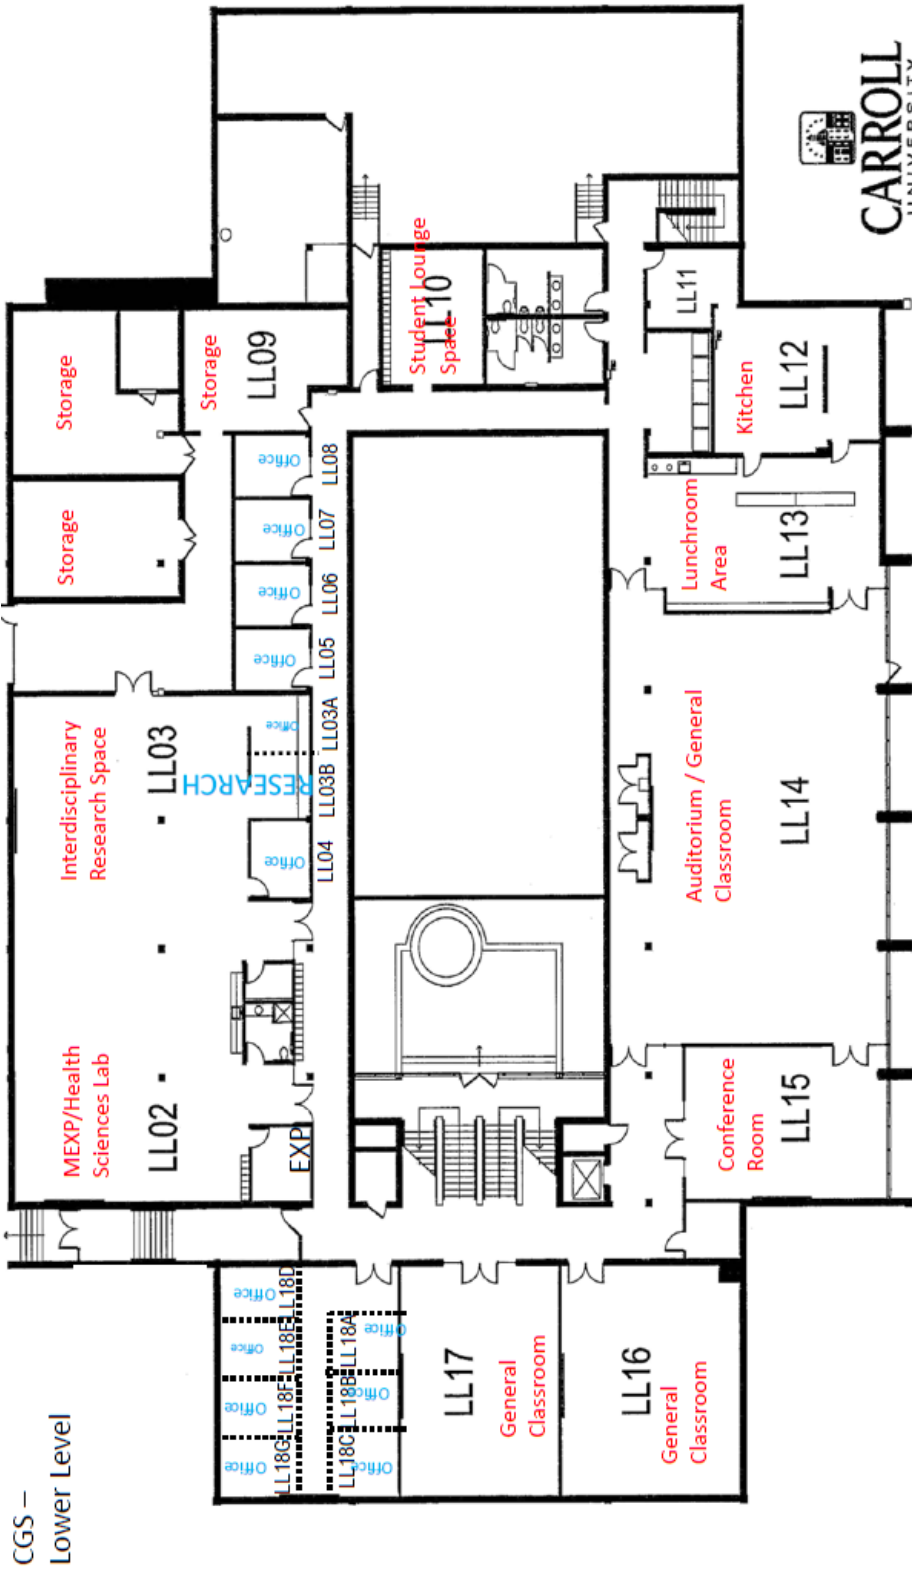 CGS –
Lower Level
CARROLL
UNIVERSITY
Storage
Storage
Storage
LL09
Student Lounge
Space
LL10
LL11
Kitchen
LL12
Lunchroom
Area
LL13
Office
LL08
Office
LL07
Office
LL06
Office
LL05
Office
LL03A
RESEARCH
LL03B
Office
LL04
Interdisciplinary
Research Space
LL03
MEXP/Health
Sciences Lab
LL02
EXP
Auditorium / General
Classroom
LL14
Conference
Room
LL15
Office
LL18D
Office
LL18E
Office
LL18F
Office
LL18G
Office
LL18A
Office
LL18B
Office
LL18C
LL17
General
Classroom
LL16
General
Classroom